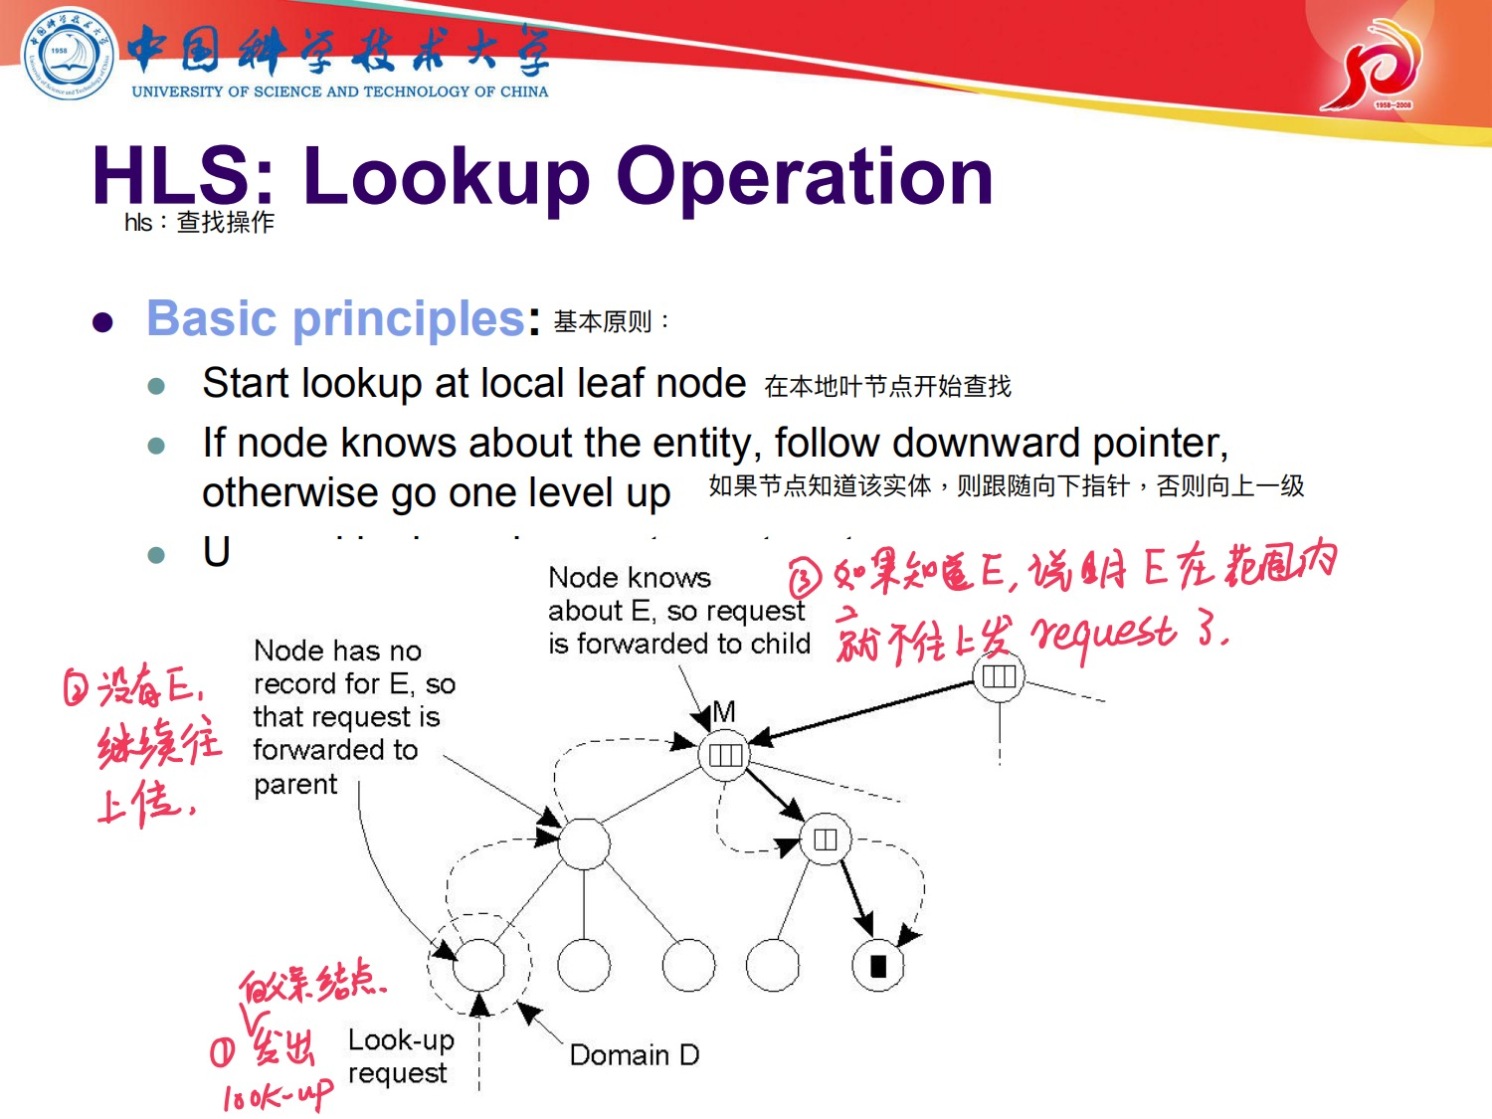 中国科学技术大学
UNIVERSITY OF SCIENCE AND TECHNOLOGY OF CHINA
1958
1958-2008
HLS: Lookup Operation
hls：查找操作
Basic principles: 基本原则：
Start lookup at local leaf node 在本地叶节点开始查找
If node knows about the entity, follow downward pointer,
otherwise go one level up 如果节点知道该实体，则跟随向下指针，否则向上一级
U
Node knows
about E, so request
is forwarded to child
③ 如果知道E, 说明E在范围内
就不往上发 request 了.
Node has no
record for E, so
that request is
forwarded to
parent
② 没有E,
继续往
上传.
M
向父亲结点.
① 发出
look-up
Look-up
request
Domain D